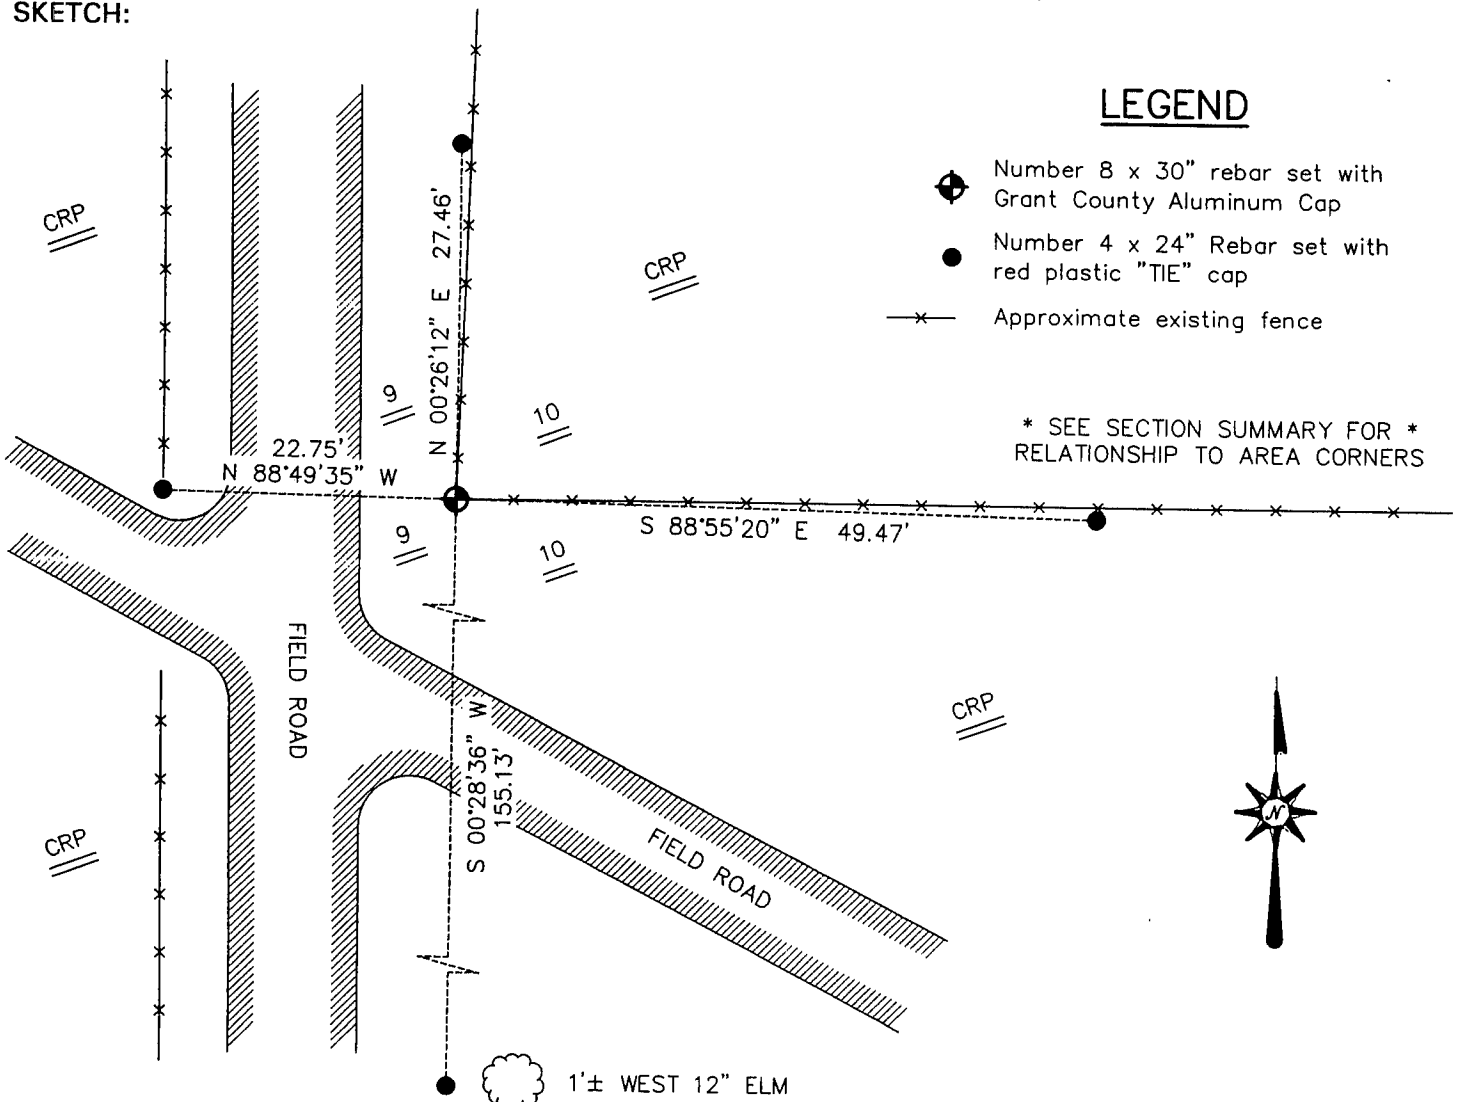 SKETCH:
LEGEND
Number 8 x 30" rebar set with
Grant County Aluminum Cap
Number 4 x 24" Rebar set with
red plastic "TIE" cap
Approximate existing fence
* SEE SECTION SUMMARY FOR *
RELATIONSHIP TO AREA CORNERS
CRP
CRP
N 00°26'12" E 27.46'
9
10
22.75'
N 88°49'35" W
S 88°55'20" E 49.47'
9
10
FIELD ROAD
S 00°28'36" W
155.13'
CRP
CRP
FIELD ROAD
N
1'± WEST 12" ELM